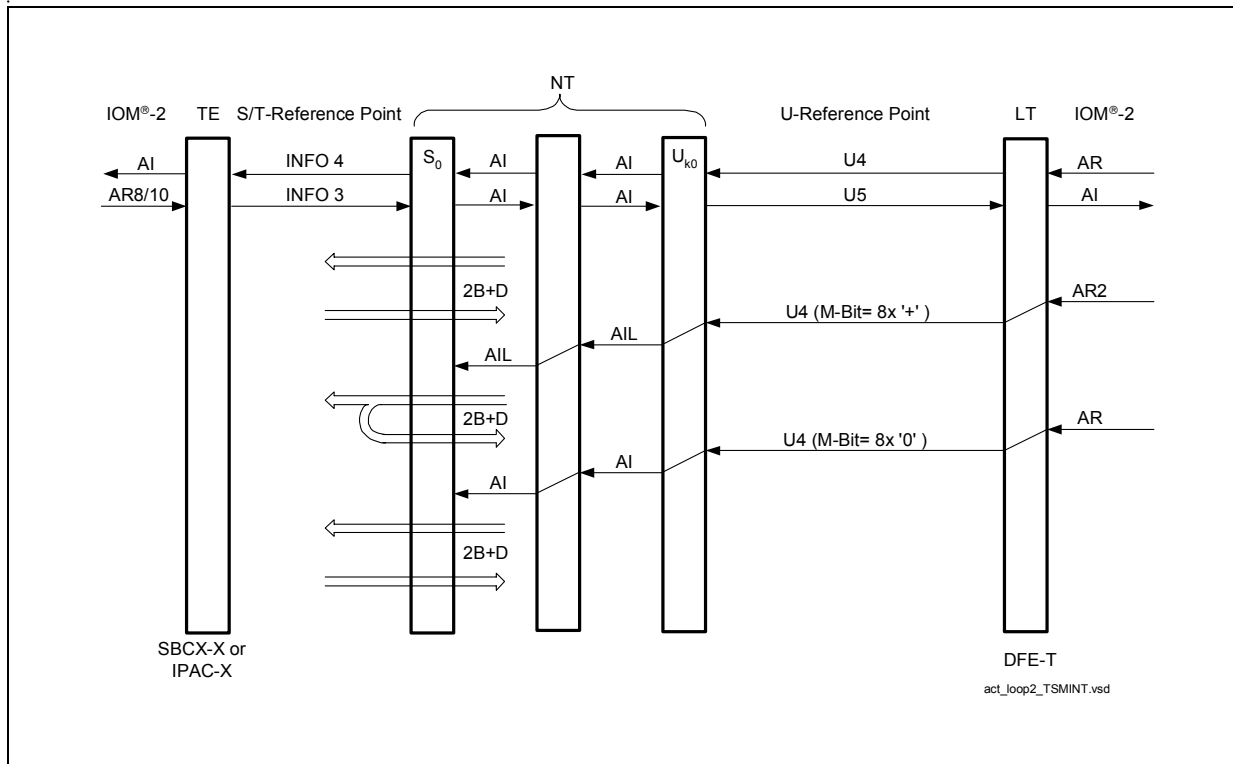 NT
IOM®-2 TE S/T-Reference Point U-Reference Point LT IOM®-2
S0 Uk0
AI INFO 4 AI AI U4 AR
AR8/10 INFO 3 AI AI U5 AI
2B+D
AR2
U4 (M-Bit= 8x '+' )
AIL
AIL
2B+D
AR
U4 (M-Bit= 8x '0' )
AI
AI
2B+D
SBCX-X or
IPAC-X
DFE-T
act_loop2_TSMINT.vsd